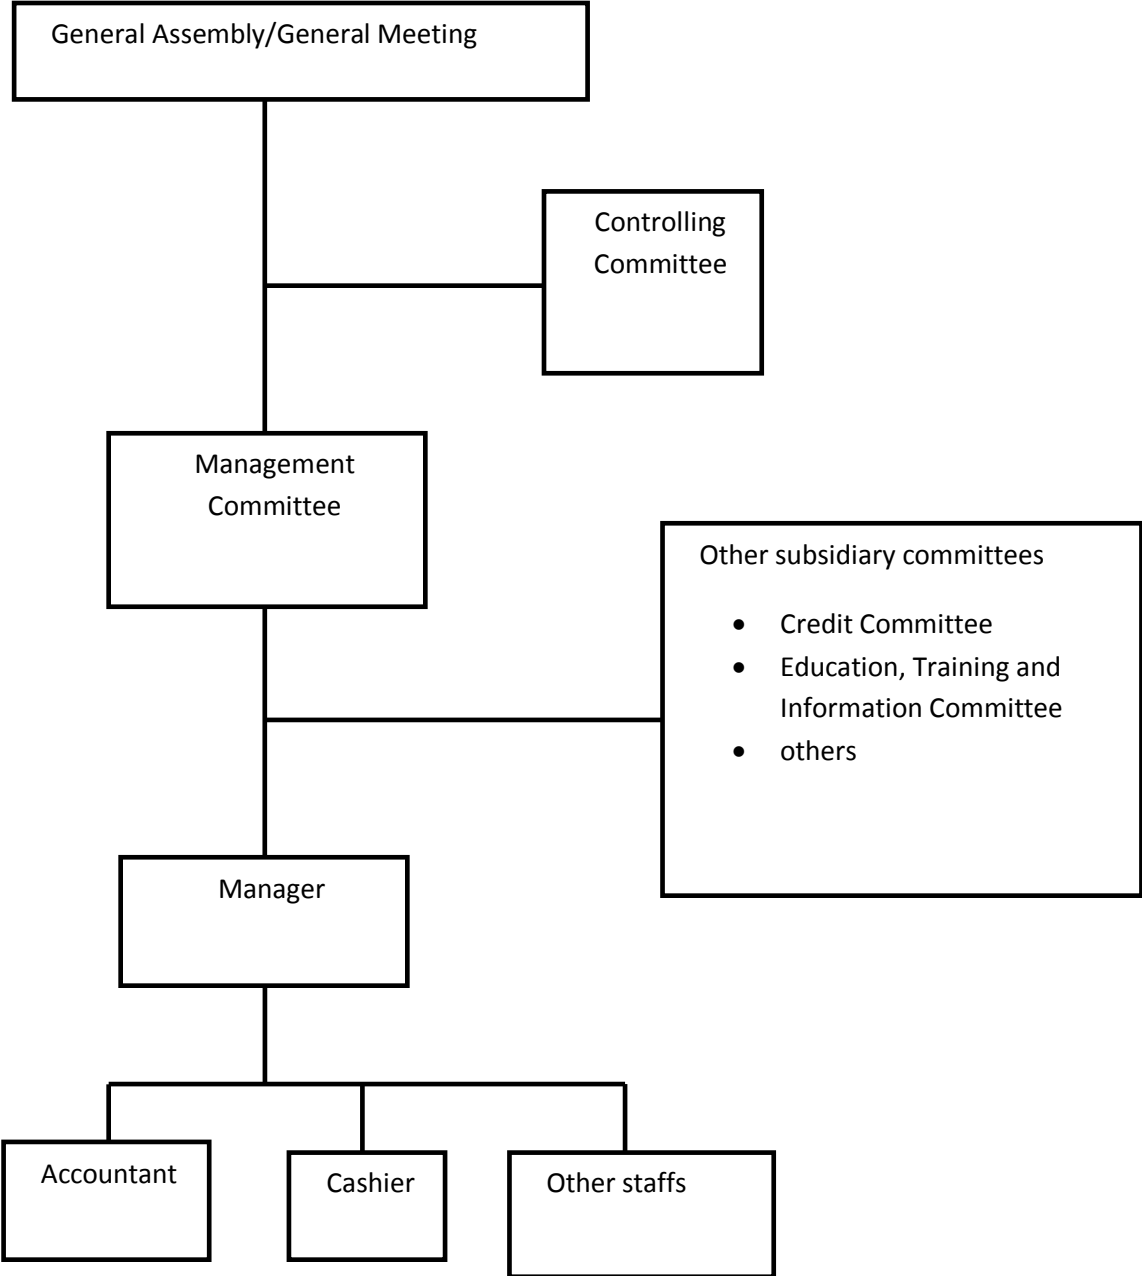 General Assembly/General Meeting
Controlling
Committee
Management
Committee
Other subsidiary committees
• Credit Committee
• Education, Training and
Information Committee
• others
Manager
Accountant
Cashier
Other staffs